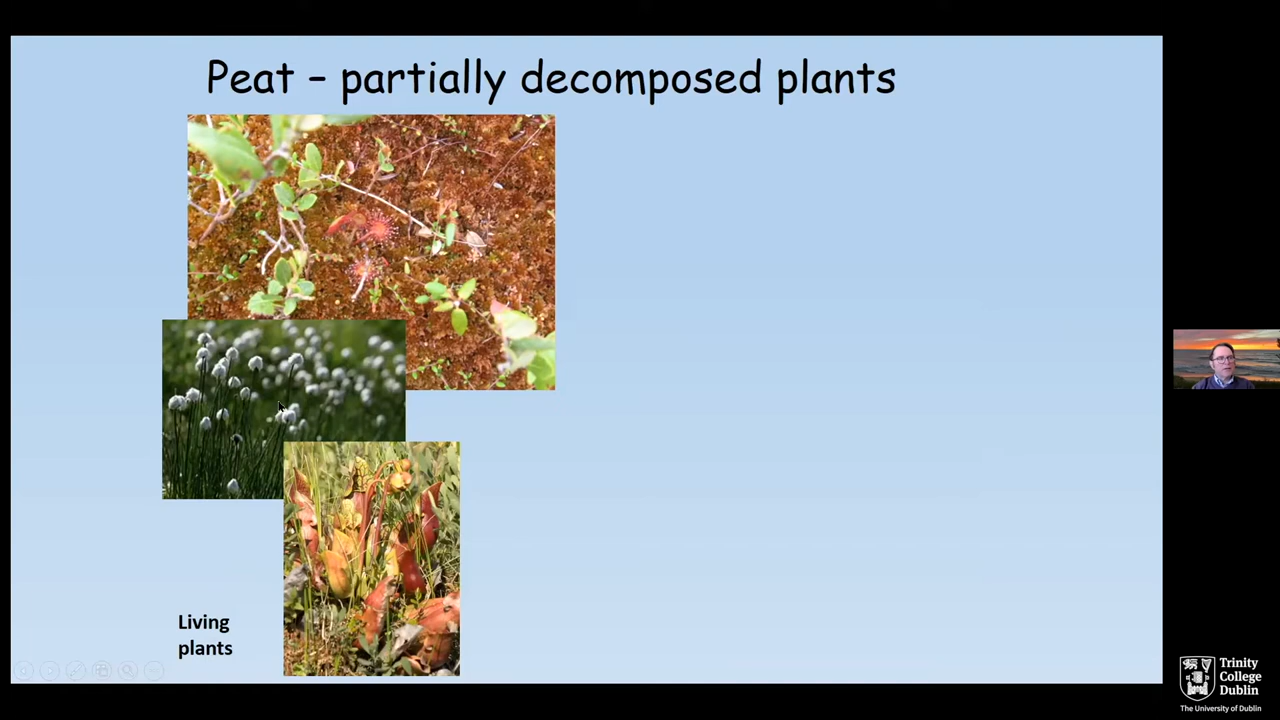 Peat – partially decomposed plants
Living
plants
Trinity
College
Dublin
The University of Dublin